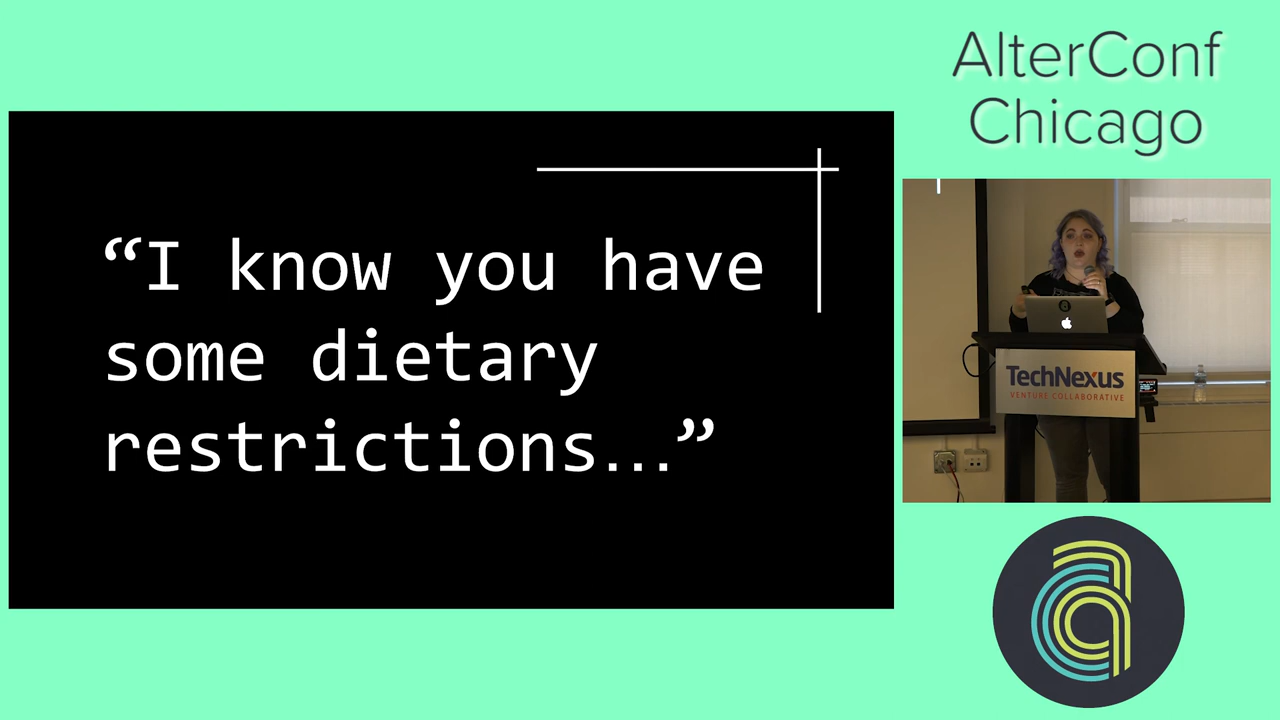 AlterConf
Chicago
“I know you have
some dietary
restrictions...”
TechNexus
VENTURE COLLABORATIVE